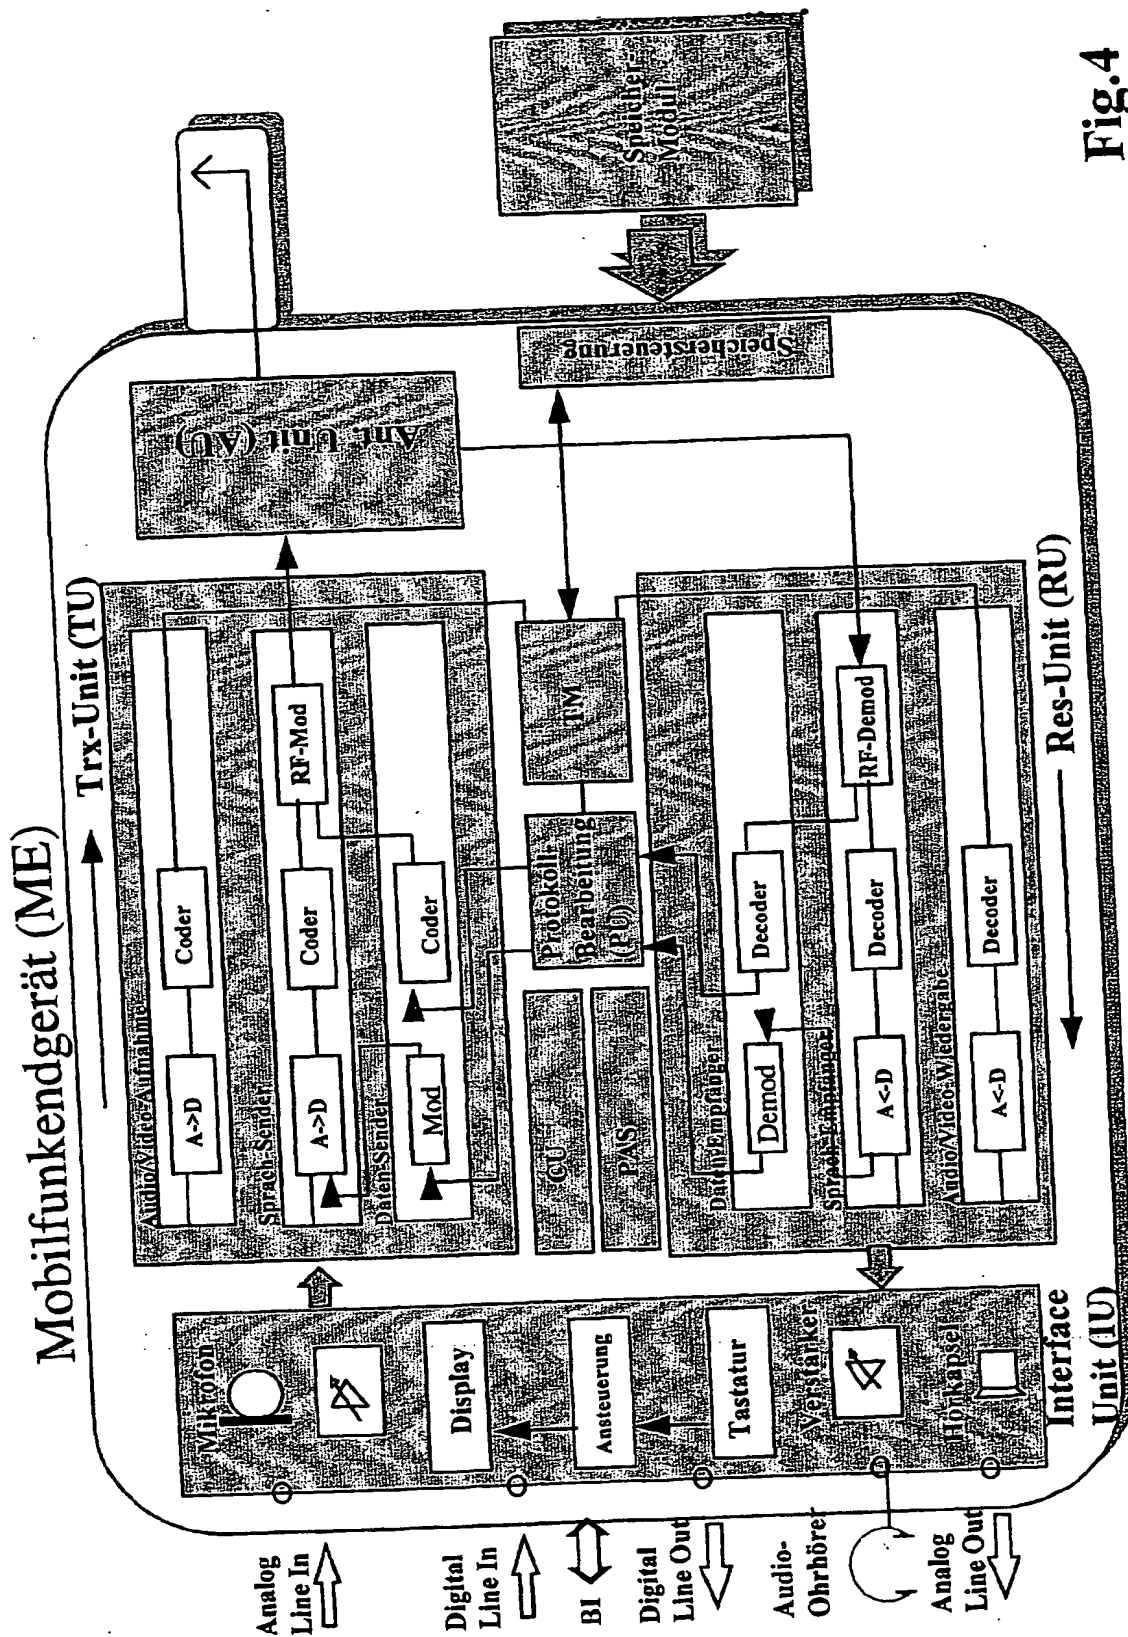 Mobilfunkendgerät (ME)
Trx-Unit (TU)
Audio/Video-Aufnahme
A->D
Coder
Sprach-Sender
A->D
Coder
RF-Mod
Daten-Sender
Mod
Coder
Ant. Unit (AU)
CU
PAS
Protokoll-
Bearbeitung
(PU)
TM
Speichersteuerung
Speicher-
Modul
Daten-Empfänger
Demod
Decoder
Sprach-Empfänger
A<-D
Decoder
RF-Demod
Audio/Video-Wiedergabe
A<-D
Decoder
Res-Unit (RU)
Mikrofon
Display
Ansteuerung
Tastatur
Verstärker
Hörkapsel
Interface
Unit (IU)
Analog
Line In
Digital
Line In
BI
Digital
Line Out
Audio-
Ohrhörer
Analog
Line Out
Fig.4